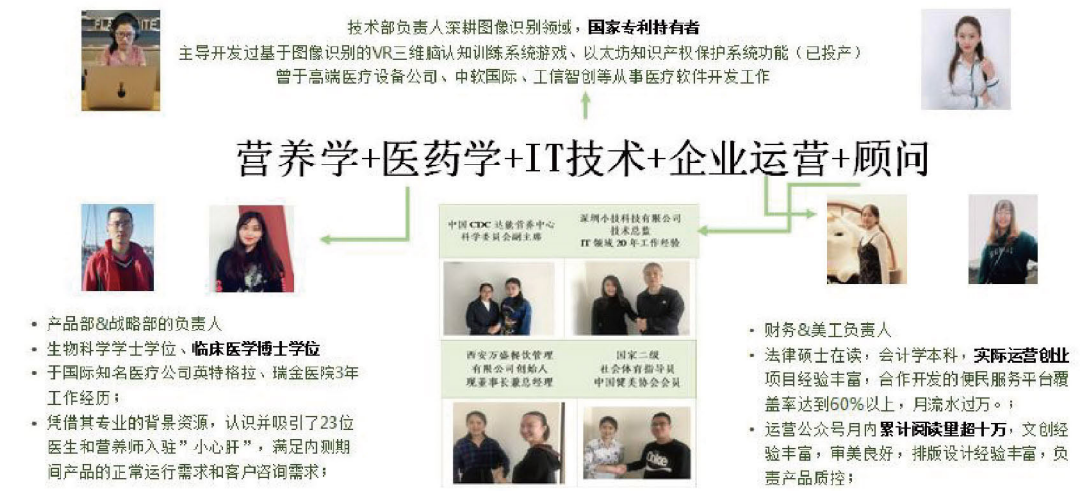 技术部负责人深耕图像识别领域，国家专利持有者
主导开发过基于图像识别的VR三维脑认知训练系统游戏、以太坊知识产权保护系统功能（已投产）
曾于高端医疗设备公司、中软国际、工信智创等从事医疗软件开发工作
营养学+医药学+IT技术+企业运营+顾问
中国 CDC 达能营养中心
科学委员会副主席
深圳小投科技有限公司
技术总监
IT 领域 20 年工作经验
西安万盛餐饮管理
有限公司创始人
现董事长兼总经理
国家二级
社会体育指导员
中国健美协会会员
• 产品部&战略部的负责人
• 生物科学学士学位、临床医学博士学位
• 于国际知名医疗公司英特格拉、瑞金医院3年
工作经历；
• 凭借其专业的背景资源，认识并吸引了23位
医生和营养师入驻”小心肝”，满足内测期
间产品的正常运行需求和客户咨询需求；
• 财务&美工负责人
• 法律硕士在读，会计学本科，实际运营创业
项目经验丰富，合作开发的便民服务平台覆
盖率达到60%以上，月流水过万。；
• 运营公众号月内累计阅读量超十万，文创经
验丰富，审美良好，排版设计经验丰富，负
责产品质控；